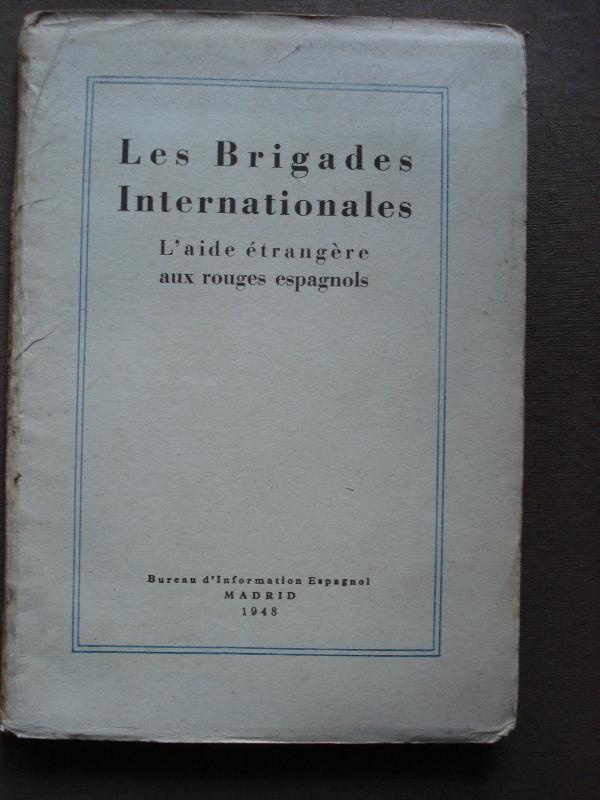 Les Brigades
Internationales
L'aide étrangère
aux rouges espagnols
Bureau d'Information Espagnol
MADRID
1948